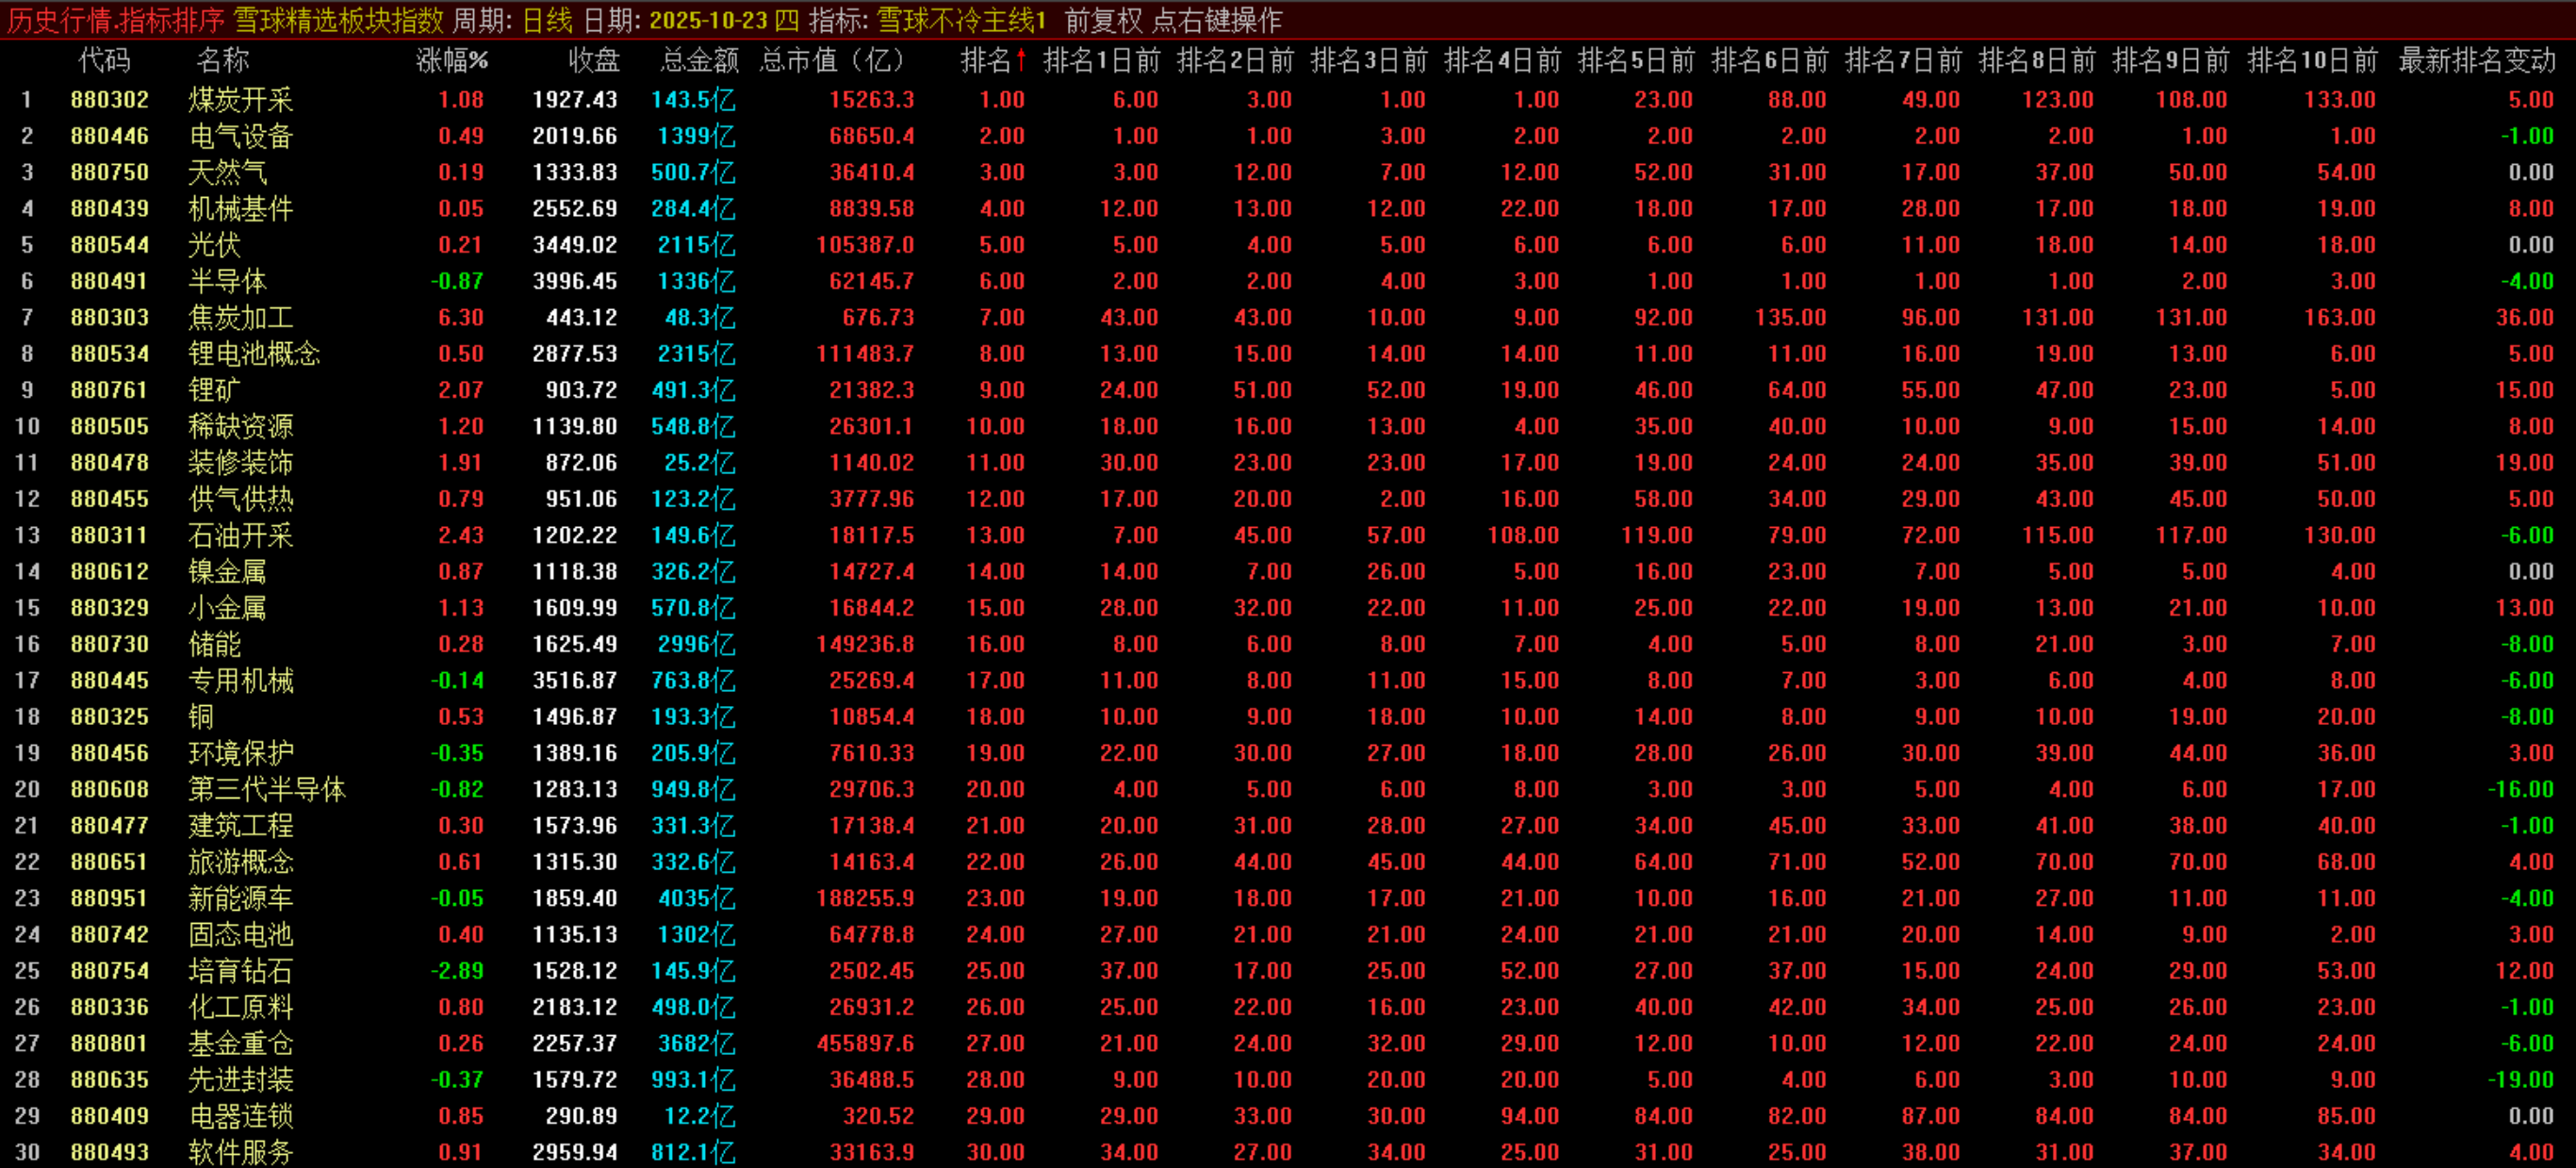 历史行情.指标排序 雪球精选板块指数 周期: 日线 日期: 2025-10-23 四 指标: 雪球不冷主线1 前复权 点右键操作
代码 名称 涨幅% 收盘 总金额 总市值（亿） 排名↑ 排名1日前 排名2日前 排名3日前 排名4日前 排名5日前 排名6日前 排名7日前 排名8日前 排名9日前 排名10日前 最新排名变动
1 880302 煤炭开采 1.08 1927.43 143.5亿 15263.3 1.00 6.00 3.00 1.00 1.00 23.00 88.00 49.00 123.00 108.00 133.00 5.00
2 880446 电气设备 0.49 2019.66 1399亿 68650.4 2.00 1.00 1.00 3.00 2.00 2.00 2.00 2.00 2.00 1.00 1.00 -1.00
3 880750 天然气 0.19 1333.83 500.7亿 36410.4 3.00 3.00 12.00 7.00 12.00 52.00 31.00 17.00 37.00 50.00 54.00 0.00
4 880439 机械基件 0.05 2552.69 284.4亿 8839.58 4.00 12.00 13.00 12.00 22.00 18.00 17.00 28.00 17.00 18.00 19.00 8.00
5 880544 光伏 0.21 3449.02 2115亿 105387.0 5.00 5.00 4.00 5.00 6.00 6.00 6.00 11.00 18.00 14.00 18.00 0.00
6 880491 半导体 -0.87 3996.45 1336亿 62145.7 6.00 2.00 2.00 4.00 3.00 1.00 1.00 1.00 1.00 2.00 3.00 -4.00
7 880303 焦炭加工 6.30 443.12 48.3亿 676.73 7.00 43.00 43.00 10.00 9.00 92.00 135.00 96.00 131.00 131.00 163.00 36.00
8 880534 锂电池概念 0.50 2877.53 2315亿 111483.7 8.00 13.00 15.00 14.00 14.00 11.00 11.00 16.00 19.00 13.00 6.00 5.00
9 880761 锂矿 2.07 903.72 491.3亿 21382.3 9.00 24.00 51.00 52.00 19.00 46.00 64.00 55.00 47.00 23.00 5.00 15.00
10 880505 稀缺资源 1.20 1139.80 548.8亿 26301.1 10.00 18.00 16.00 13.00 4.00 35.00 40.00 10.00 9.00 15.00 14.00 8.00
11 880478 装修装饰 1.91 872.06 25.2亿 1140.02 11.00 30.00 23.00 23.00 17.00 19.00 24.00 24.00 35.00 39.00 51.00 19.00
12 880455 供气供热 0.79 951.06 123.2亿 3777.96 12.00 17.00 20.00 2.00 16.00 58.00 34.00 29.00 43.00 45.00 50.00 5.00
13 880311 石油开采 2.43 1202.22 149.6亿 18117.5 13.00 7.00 45.00 57.00 108.00 119.00 79.00 72.00 115.00 117.00 130.00 -6.00
14 880612 镍金属 0.87 1118.38 326.2亿 14727.4 14.00 14.00 7.00 26.00 5.00 16.00 23.00 7.00 5.00 5.00 4.00 0.00
15 880329 小金属 1.13 1609.99 570.8亿 16844.2 15.00 28.00 32.00 22.00 11.00 25.00 22.00 19.00 13.00 21.00 10.00 13.00
16 880730 储能 0.28 1625.49 2996亿 149236.8 16.00 8.00 6.00 8.00 7.00 4.00 5.00 8.00 21.00 3.00 7.00 -8.00
17 880445 专用机械 -0.14 3516.87 763.8亿 25269.4 17.00 11.00 8.00 11.00 15.00 8.00 7.00 3.00 6.00 4.00 8.00 -6.00
18 880325 铜 0.53 1496.87 193.3亿 10854.4 18.00 10.00 9.00 18.00 10.00 14.00 8.00 9.00 10.00 19.00 20.00 -8.00
19 880456 环境保护 -0.35 1389.16 205.9亿 7610.33 19.00 22.00 30.00 27.00 18.00 28.00 26.00 30.00 39.00 44.00 36.00 3.00
20 880608 第三代半导体 -0.82 1283.13 949.8亿 29706.3 20.00 4.00 5.00 6.00 8.00 3.00 3.00 5.00 4.00 6.00 17.00 -16.00
21 880477 建筑工程 0.30 1573.96 331.3亿 17138.4 21.00 20.00 31.00 28.00 27.00 34.00 45.00 33.00 41.00 38.00 40.00 -1.00
22 880651 旅游概念 0.61 1315.30 332.6亿 14163.4 22.00 26.00 44.00 45.00 44.00 64.00 71.00 52.00 70.00 70.00 68.00 4.00
23 880951 新能源车 -0.05 1859.40 4035亿 188255.9 23.00 19.00 18.00 17.00 21.00 10.00 16.00 21.00 27.00 11.00 11.00 -4.00
24 880742 固态电池 0.40 1135.13 1302亿 64778.8 24.00 27.00 21.00 21.00 24.00 21.00 21.00 20.00 14.00 9.00 2.00 3.00
25 880754 培育钻石 -2.89 1528.12 145.9亿 2502.45 25.00 37.00 17.00 25.00 52.00 27.00 37.00 15.00 24.00 29.00 53.00 12.00
26 880336 化工原料 0.80 2183.12 498.0亿 26931.2 26.00 25.00 22.00 16.00 23.00 40.00 42.00 34.00 25.00 26.00 23.00 -1.00
27 880801 基金重仓 0.26 2257.37 3682亿 455897.6 27.00 21.00 24.00 32.00 29.00 12.00 10.00 12.00 22.00 24.00 24.00 -6.00
28 880635 先进封装 -0.37 1579.72 993.1亿 36488.5 28.00 9.00 10.00 20.00 20.00 5.00 4.00 6.00 3.00 10.00 9.00 -19.00
29 880409 电器连锁 0.85 290.89 12.2亿 320.52 29.00 29.00 33.00 30.00 94.00 84.00 82.00 87.00 84.00 84.00 85.00 0.00
30 880493 软件服务 0.91 2959.94 812.1亿 33163.9 30.00 34.00 27.00 34.00 25.00 31.00 25.00 38.00 31.00 37.00 34.00 4.00